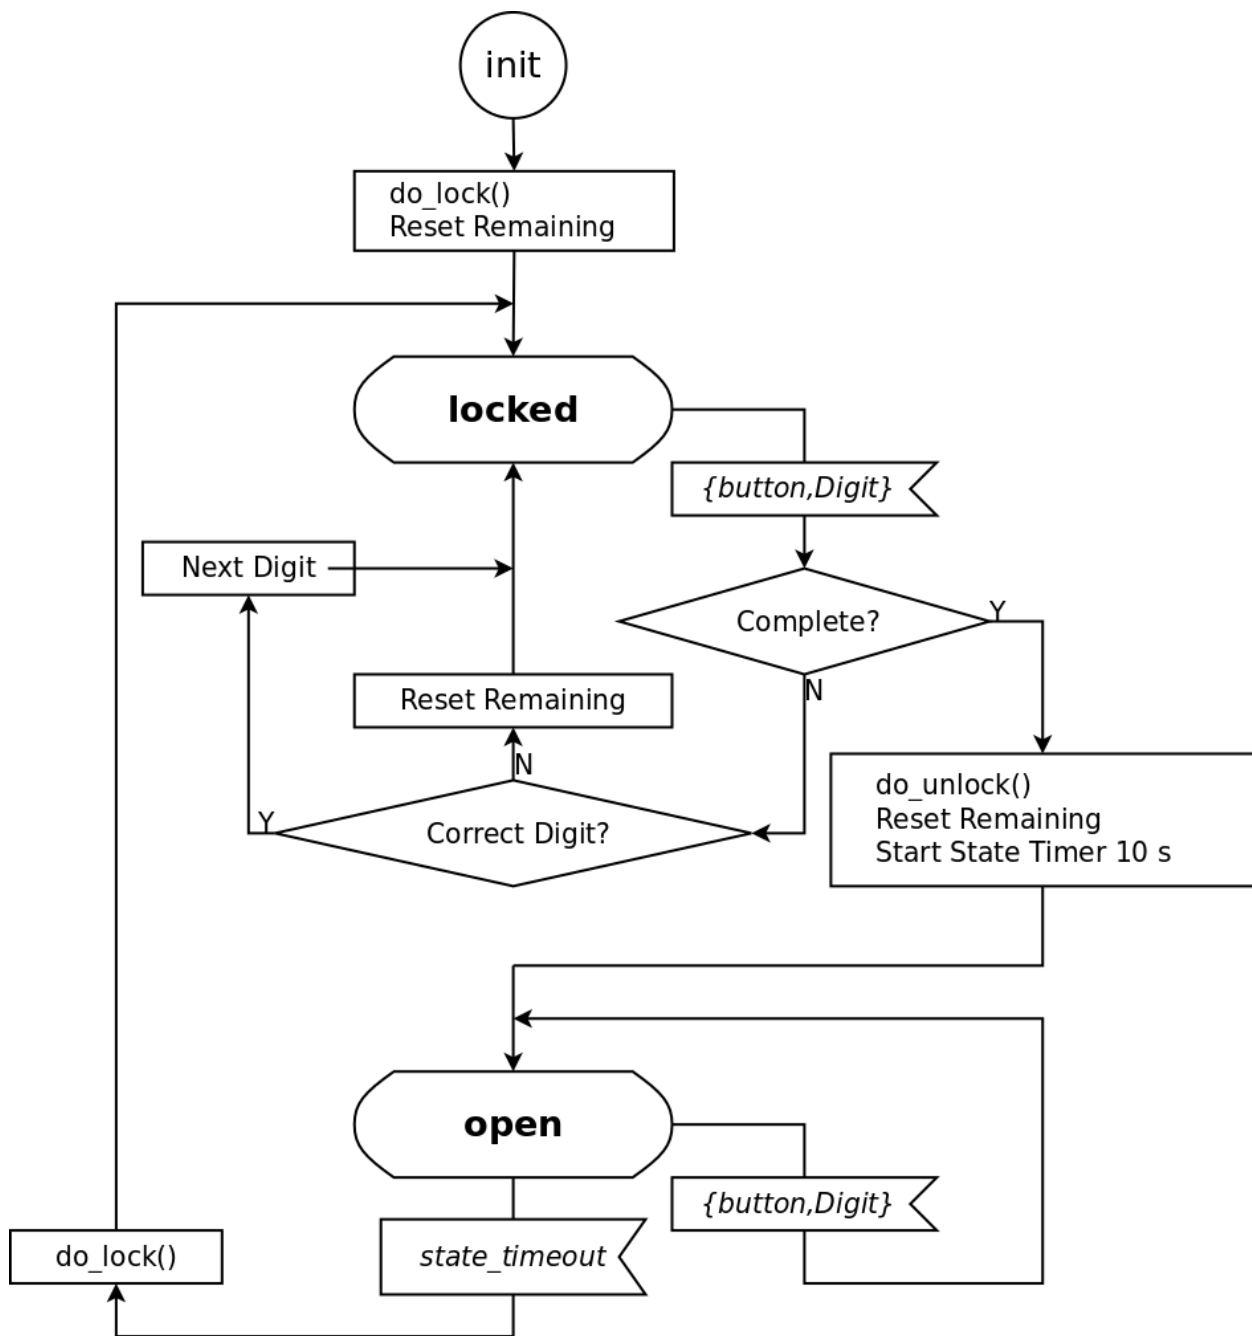 init
do_lock()
Reset Remaining
locked
{button,Digit}
Next Digit
Complete?
Y
N
Reset Remaining
N
Y
Correct Digit?
do_unlock()
Reset Remaining
Start State Timer 10 s
open
{button,Digit}
state_timeout
do_lock()